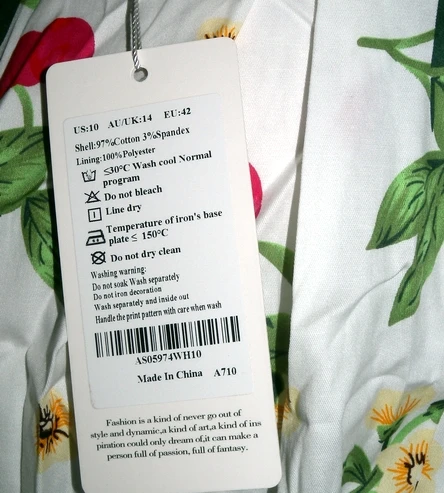 US:10 AU/UK:14 EU:42
Shell:97%Cotton 3%Spandex
Lining:100%Polyester
≤30°C Wash cool Normal
program
Do not bleach
Line dry
Temperature of iron's base
plate ≤ 150°C
Do not dry clean
Washing warning:
Do not soak Wash separately
Do not iron decoration
Wash separately and inside out
Handle the print pattern with care when wash
AS05974WH10
Made In China A710
Fashion is a kind of never go out of
style and dynamic,a kind of art,a kind of ins
piration could only dream of,it can make a
person full of passion, full of fantasy.